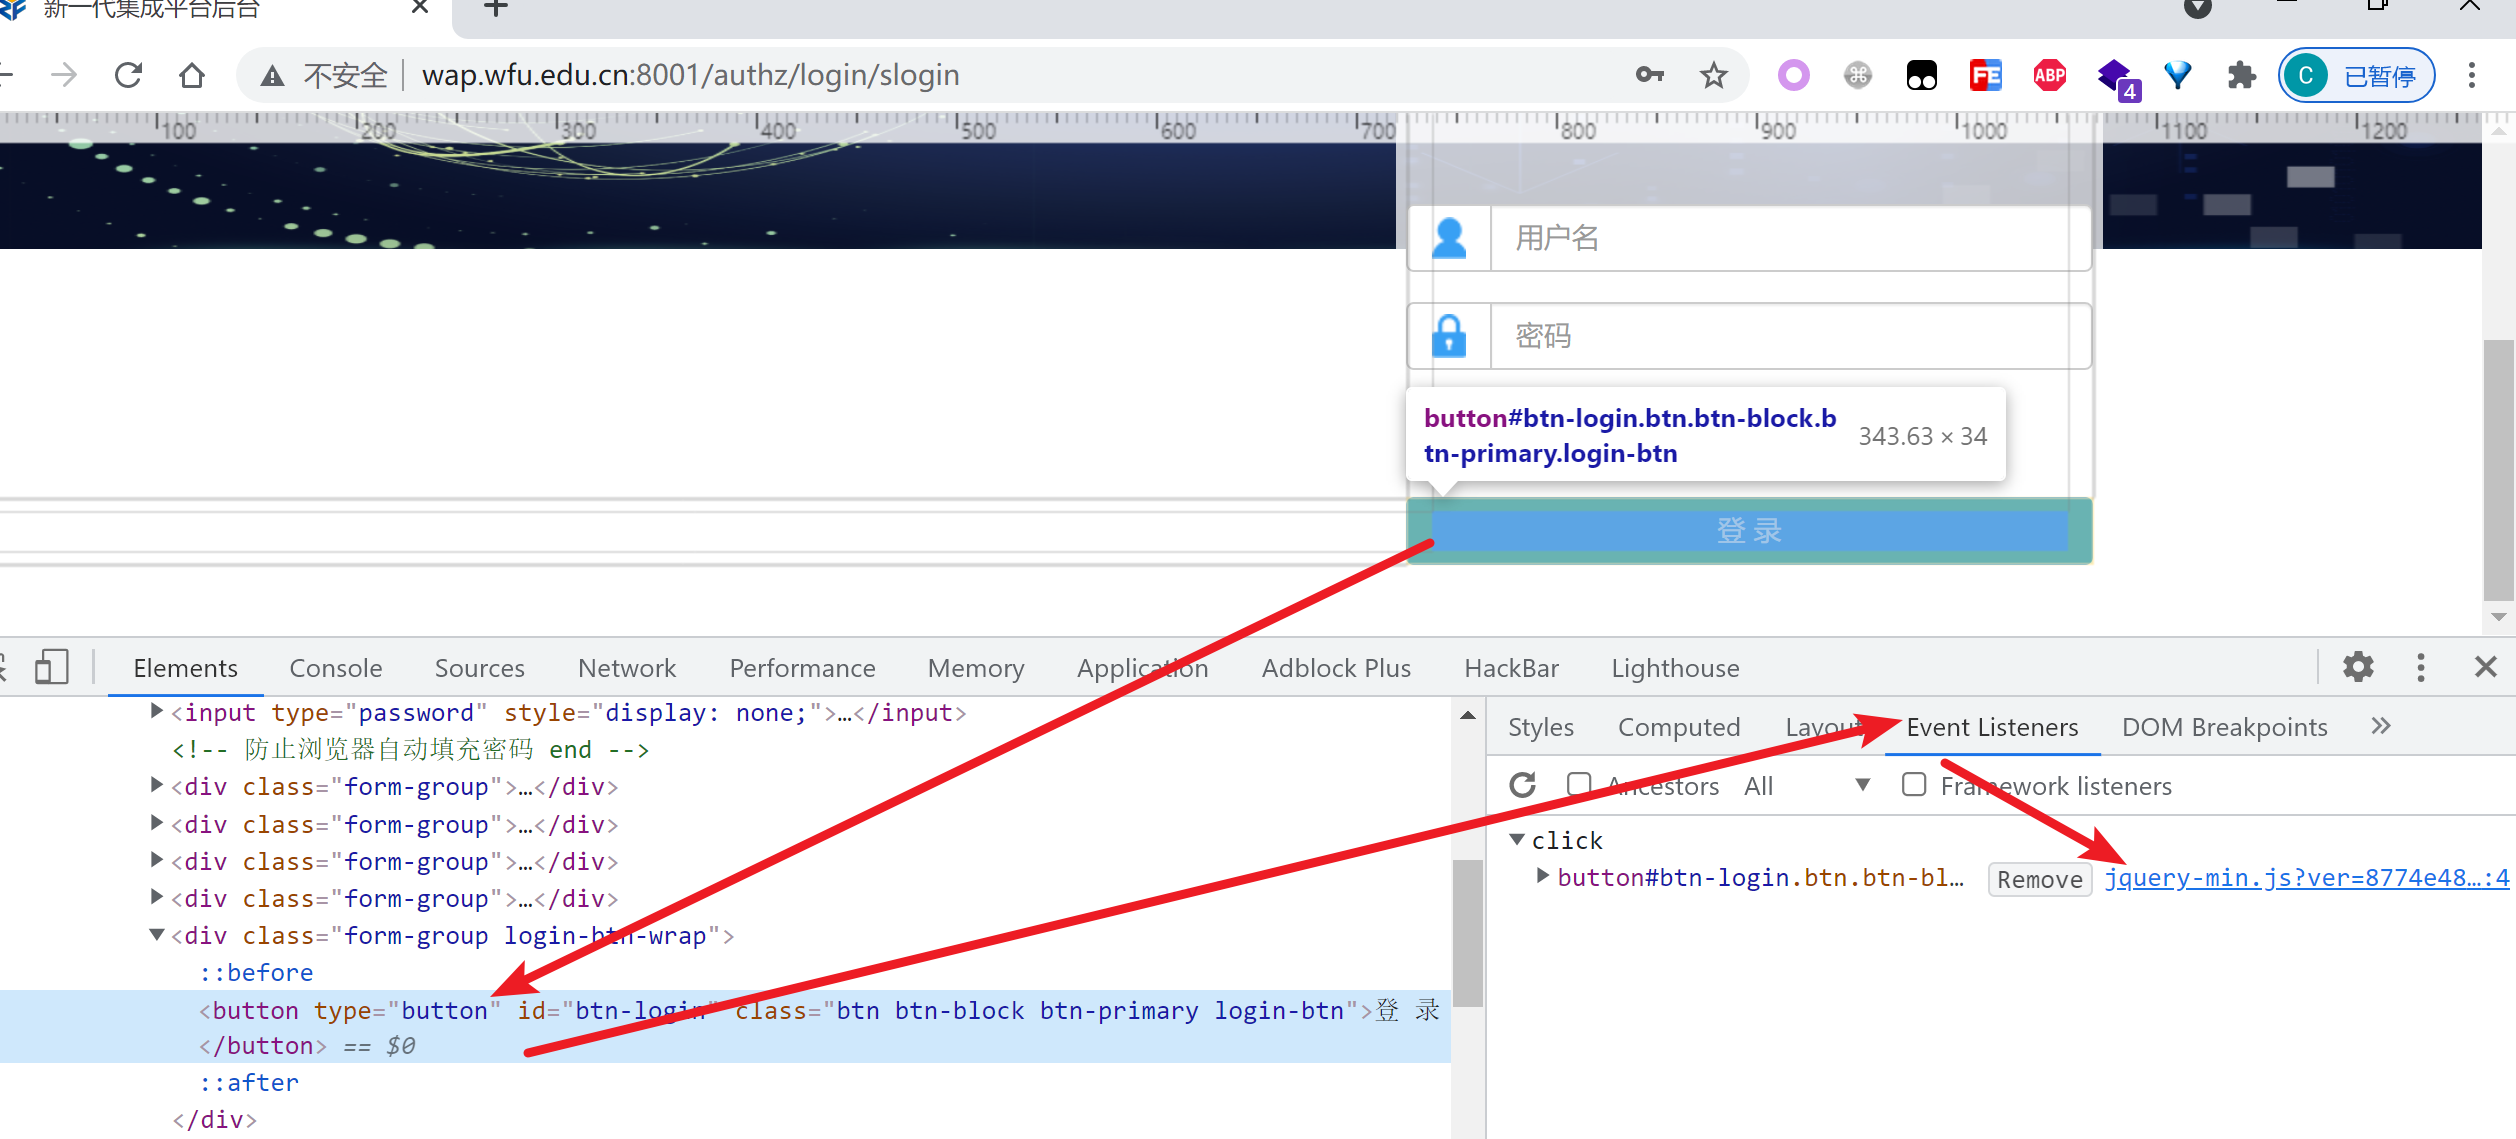 新一代集成平台后台
不安全 wap.wfu.edu.cn:8001/authz/login/slogin
FE ABP 4 C 已暂停
100 200 300 400 500 600 700 800 900 1000 1100 1200
用户名
密码
button#btn-login.btn.btn-block.b
tn-primary.login-btn
343.63 × 34
登 录
Elements Console Sources Network Performance Memory Application Adblock Plus HackBar Lighthouse
<input type="password" style="display: none;">…</input>
<!-- 防止浏览器自动填充密码 end -->
<div class="form-group">…</div>
<div class="form-group">…</div>
<div class="form-group">…</div>
<div class="form-group">…</div>
<div class="form-group login-btn-wrap">
::before
<button type="button" id="btn-login" class="btn btn-block btn-primary login-btn">登 录
</button> == $0
::after
</div>
Styles Computed Layout Event Listeners DOM Breakpoints »
Ancestors All Framework listeners
click
button#btn-login.btn.btn-bl… Remove jquery-min.js?ver=8774e48…:4